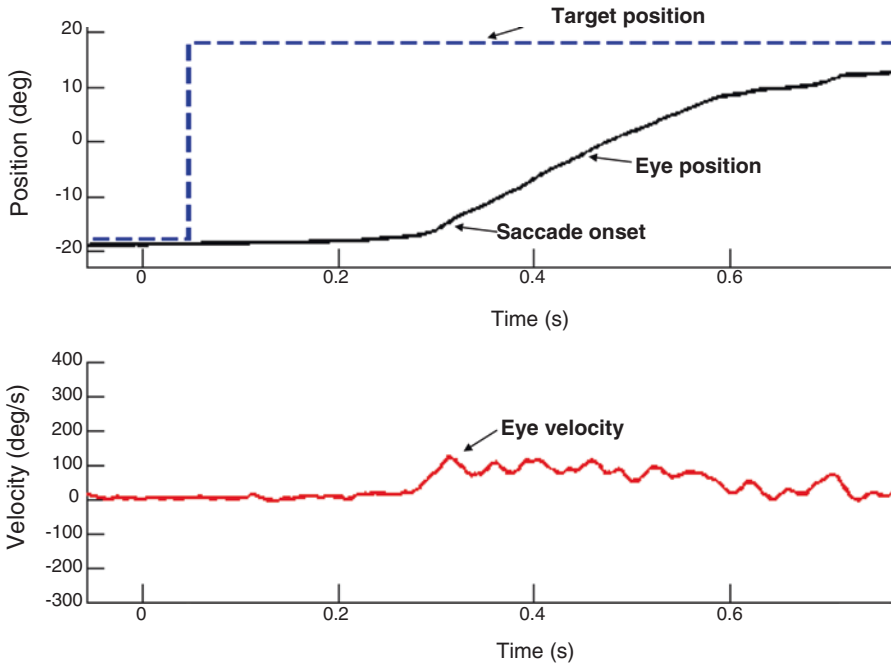 Target position
20
10
Position (deg)
0
Eye position
-10
Saccade onset
-20
0 0.2 0.4 0.6
Time (s)
400
300
200
Eye velocity
100
Velocity (deg/s)
0
-100
-200
-300
0 0.2 0.4 0.6
Time (s)